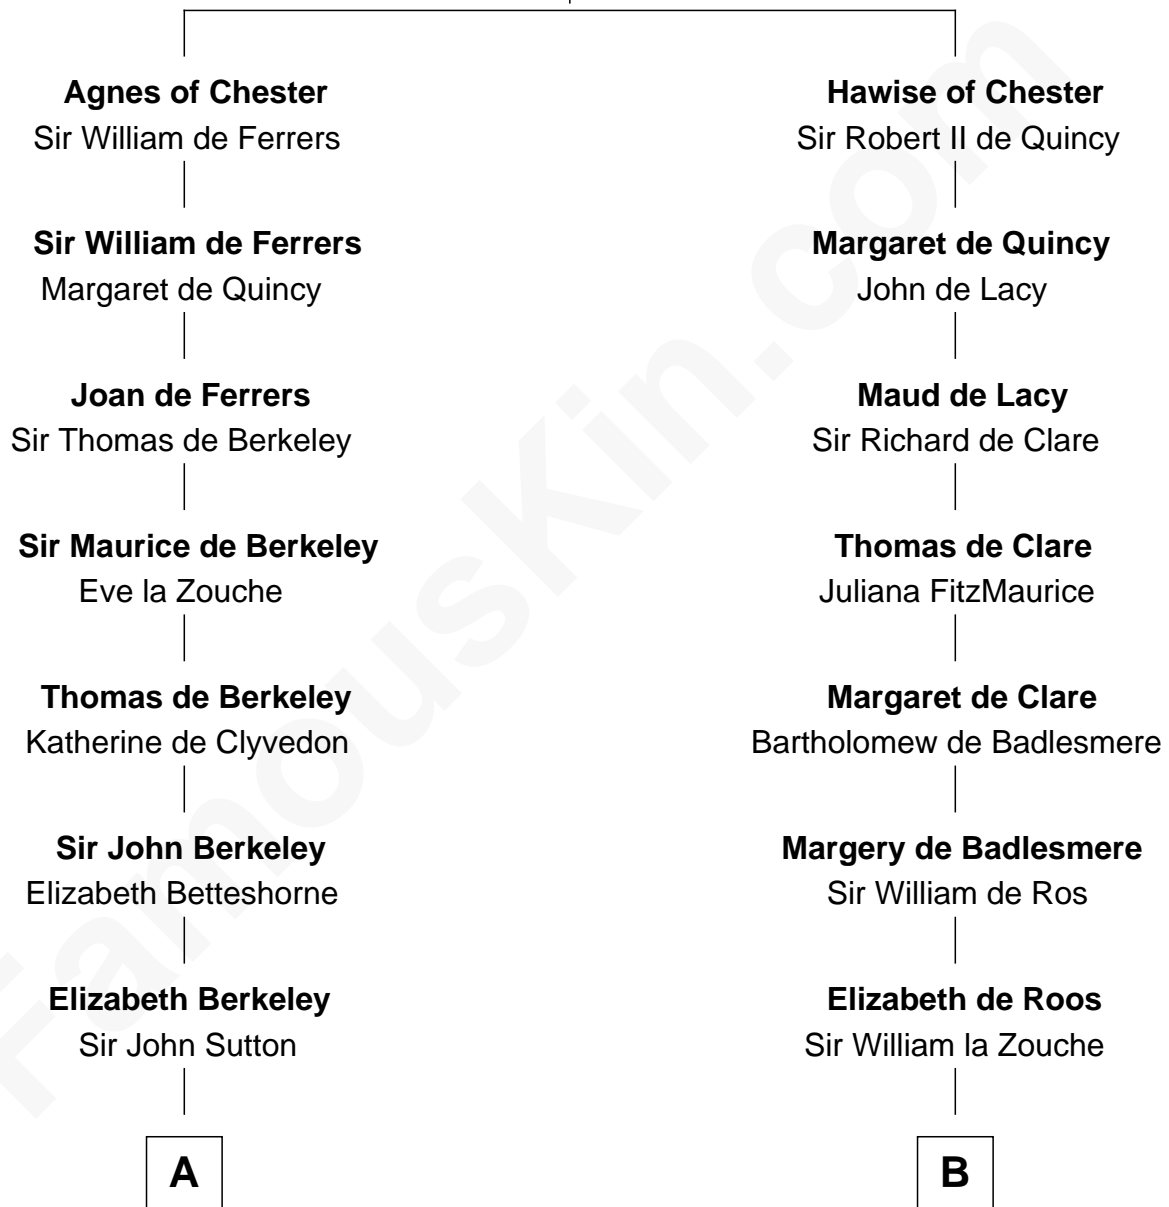 Agnes of Chester
Sir William de Ferrers
Sir William de Ferrers
Margaret de Quincy
Joan de Ferrers
Sir Thomas de Berkeley
Sir Maurice de Berkeley
Eve la Zouche
Thomas de Berkeley
Katherine de Clyvedon
Sir John Berkeley
Elizabeth Betteshorne
Elizabeth Berkeley
Sir John Sutton
A
Hawise of Chester
Sir Robert II de Quincy
Margaret de Quincy
John de Lacy
Maud de Lacy
Sir Richard de Clare
Thomas de Clare
Juliana FitzMaurice
Margaret de Clare
Bartholomew de Badlesmere
Margery de Badlesmere
Sir William de Ros
Elizabeth de Roos
Sir William la Zouche
B
FamousKin.com